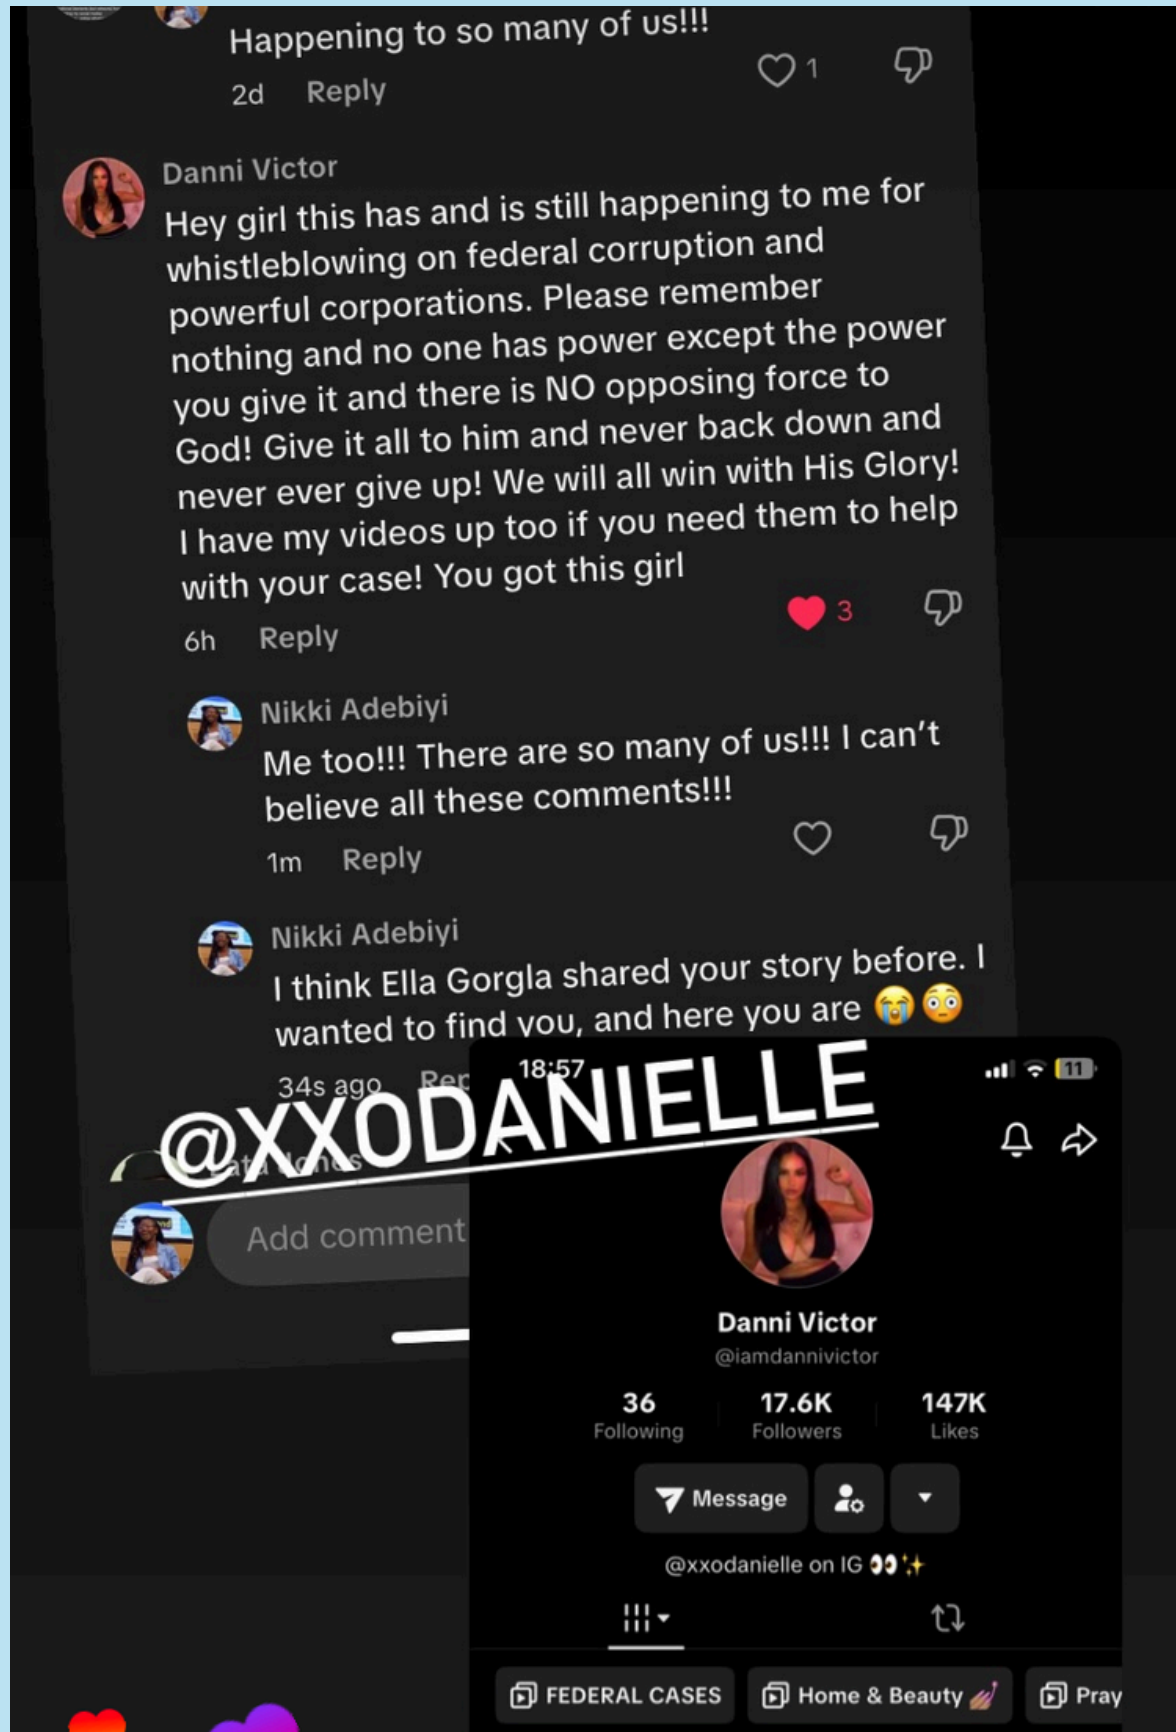 Happening to so many of us!!!
2d Reply 1
Danni Victor
Hey girl this has and is still happening to me for
whistleblowing on federal corruption and
powerful corporations. Please remember
nothing and no one has power except the power
you give it and there is NO opposing force to
God! Give it all to him and never back down and
never ever give up! We will all win with His Glory!
I have my videos up too if you need them to help
with your case! You got this girl
6h Reply 3
Nikki Adebiyi
Me too!!! There are so many of us!!! I can't
believe all these comments!!!
1m Reply
Nikki Adebiyi
I think Ella Gorgla shared your story before. I
wanted to find you, and here you are 😭😳
34s ago Rep
@XXODANIELLE
Add comment
18:57 11
Danni Victor
@iamdannivictor
36 17.6K 147K
Following Followers Likes
Message
@xxodanielle on IG 👀✨
FEDERAL CASES Home & Beauty 💅🏽 Pray